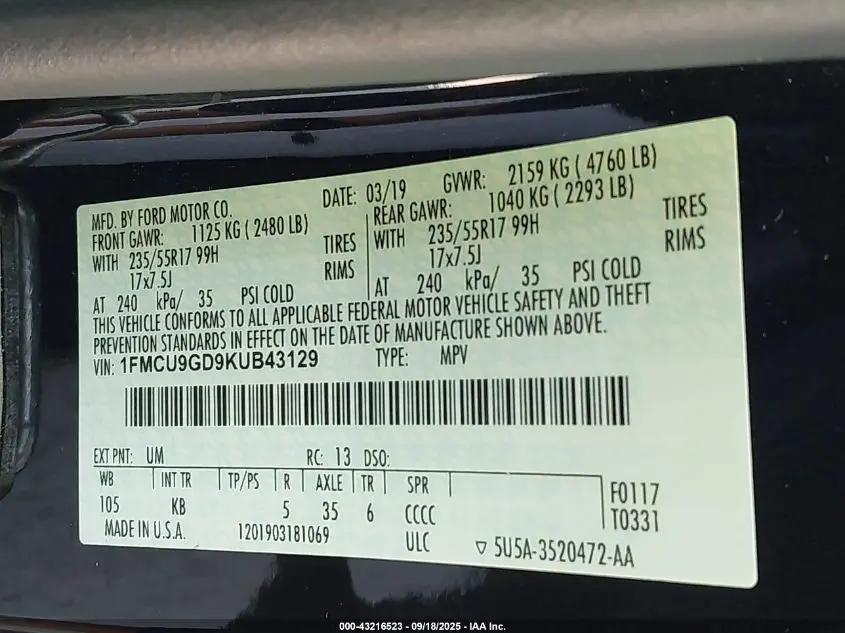 MFD. BY FORD MOTOR CO. DATE: 03/19 GVWR: 2159 KG ( 4760 LB)
FRONT GAWR: 1125 KG ( 2480 LB) REAR GAWR: 1040 KG ( 2293 LB)
WITH 235/55R17 99H TIRES WITH 235/55R17 99H TIRES
17x7.5J RIMS 17x7.5J RIMS
AT 240 kPa/ 35 PSI COLD AT 240 kPa/ 35 PSI COLD
THIS VEHICLE CONFORMS TO ALL APPLICABLE FEDERAL MOTOR VEHICLE SAFETY AND THEFT
PREVENTION STANDARDS IN EFFECT ON THE DATE OF MANUFACTURE SHOWN ABOVE.
VIN: 1FMCU9GD9KUB43129 TYPE: MPV
EXT PNT: UM RC: 13 DSO:
WB INT TR TP/PS R AXLE TR SPR F0117
105 KB 5 35 6 CCCC T0331
MADE IN U.S.A. 1201903181069 ULC ▽ 5U5A-3520472-AA
000-43216523 - 09/18/2025 - IAA Inc.